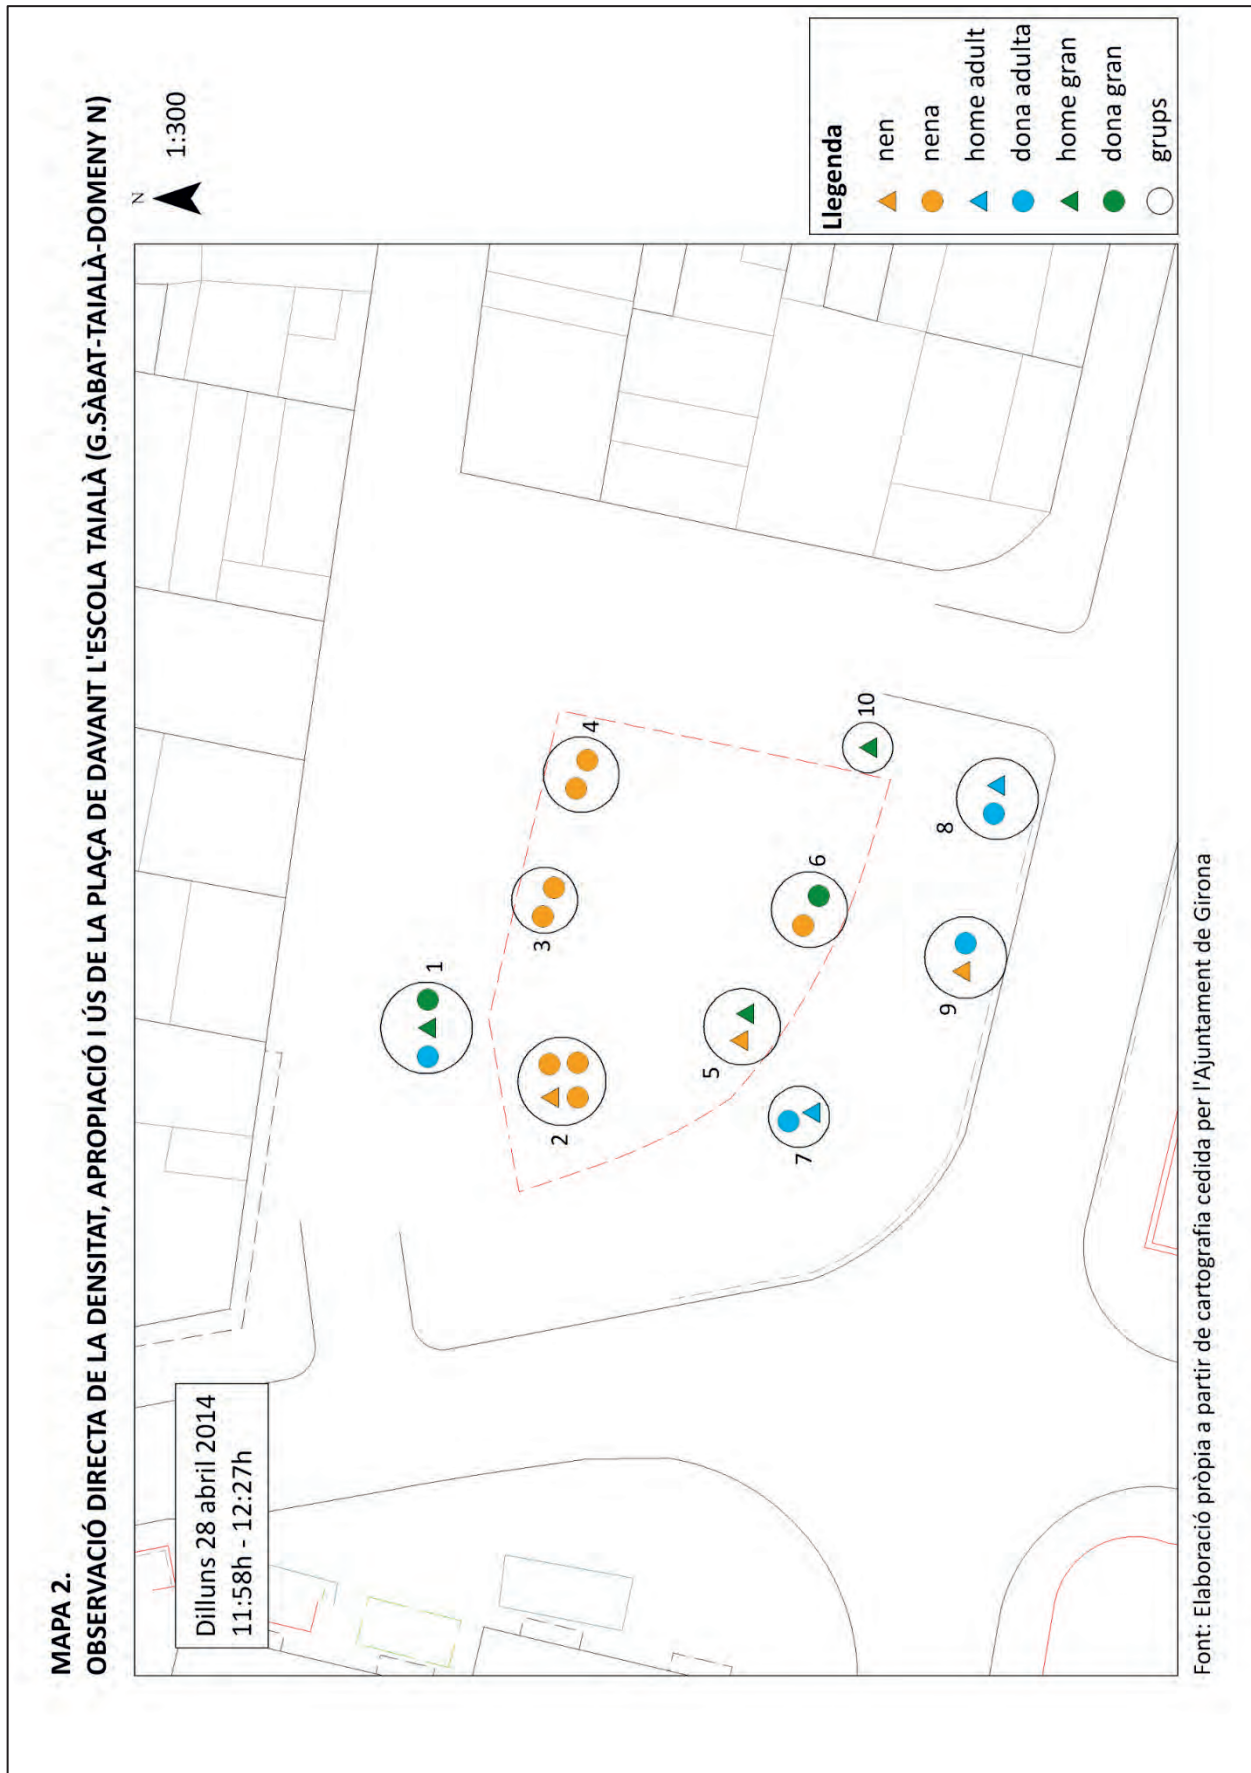 MAPA 2.
OBSERVACIÓ DIRECTA DE LA DENSITAT, APROPIACIÓ I ÚS DE LA PLAÇA DE DAVANT L'ESCOLA TAIALÀ (G.SÀBAT-TAIALÀ-DOMENY N)
N
1:300
Dilluns 28 abril 2014
11:58h - 12:27h
1
2
3
4
5
6
7
8
9
10
Llegenda
nen
nena
home adult
dona adulta
home gran
dona gran
grups
Font: Elaboració pròpia a partir de cartografia cedida per l'Ajuntament de Girona